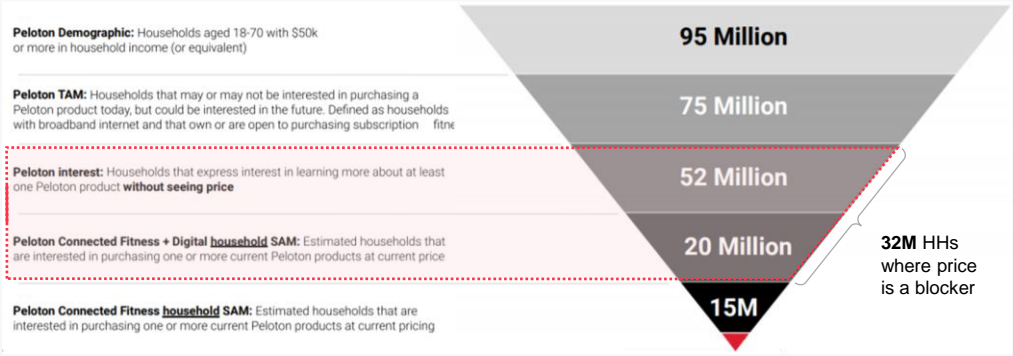 Peloton Demographic: Households aged 18-70 with $50k
or more in household income (or equivalent)
95 Million
Peloton TAM: Households that may or may not be interested in purchasing a
Peloton product today, but could be interested in the future. Defined as households
with broadband internet and that own or are open to purchasing subscription fitne
75 Million
Peloton interest: Households that express interest in learning more about at least
one Peloton product without seeing price
52 Million
Peloton Connected Fitness + Digital household SAM: Estimated households that
are interested in purchasing one or more current Peloton products at current price
20 Million
32M HHs
where price
is a blocker
Peloton Connected Fitness household SAM: Estimated households that are
interested in purchasing one or more current Peloton products at current pricing
15M